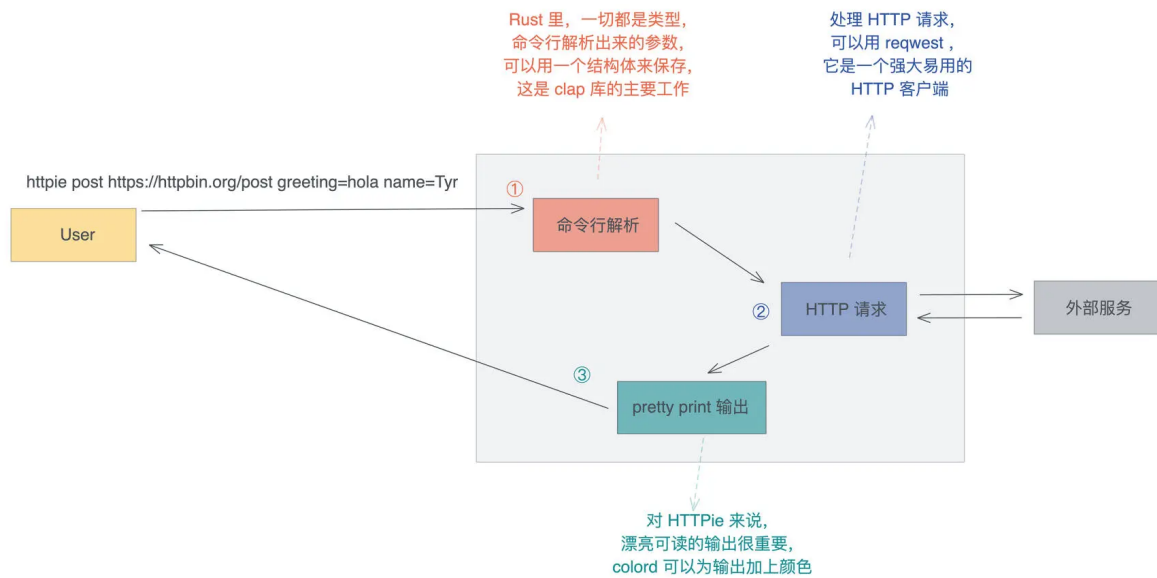 Rust 里，一切都是类型，
命令行解析出来的参数，
可以用一个结构体来保存，
这是 clap 库的主要工作
处理 HTTP 请求，
可以用 reqwest ，
它是一个强大易用的
HTTP 客户端
httpie post https://httpbin.org/post greeting=hola name=Tyr
①
User
命令行解析
②
HTTP 请求
外部服务
③
pretty print 输出
对 HTTPie 来说，
漂亮可读的输出很重要，
colord 可以为输出加上颜色